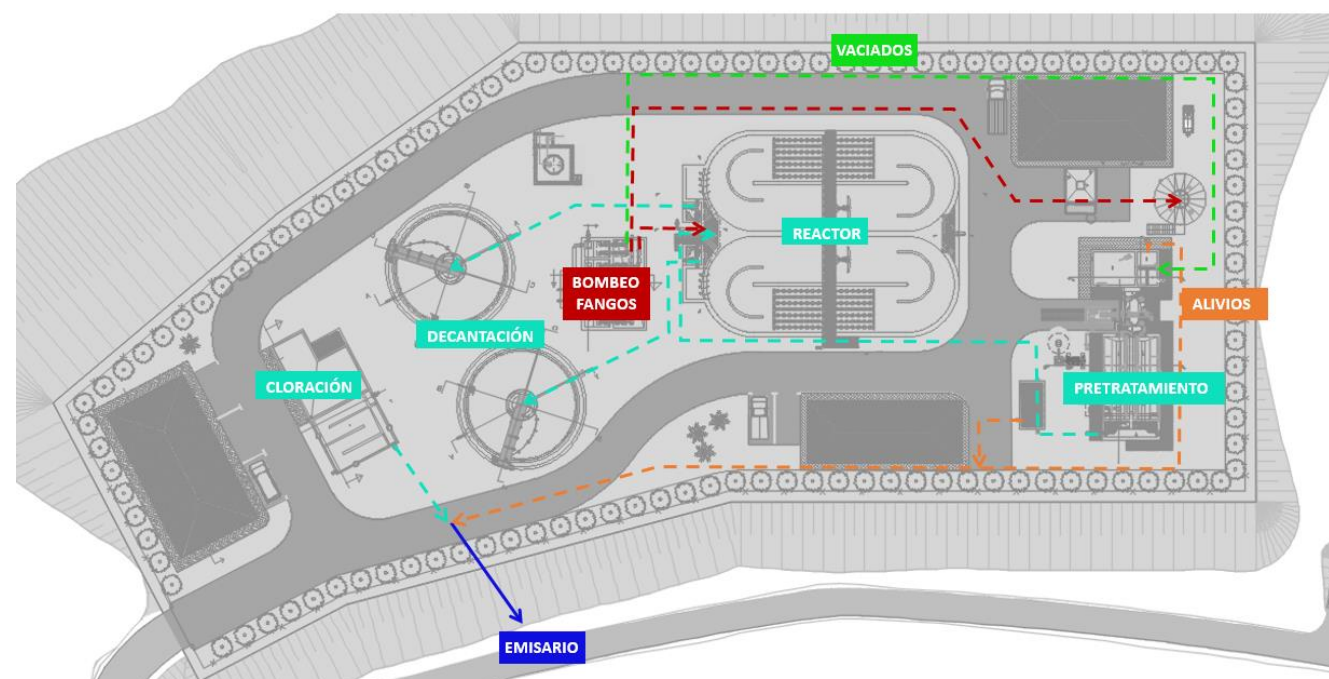 VACIADOS
REACTOR
BOMBEO
FANGOS
ALIVIOS
DECANTACIÓN
CLORACIÓN
PRETRATAMIENTO
EMISARIO